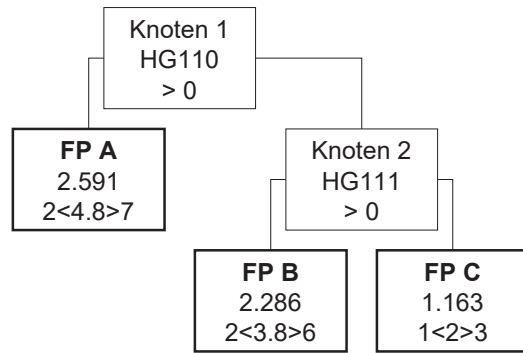 Knoten 1
HG110
> 0
FP A
2.591
2<4.8>7
Knoten 2
HG111
> 0
FP B
2.286
2<3.8>6
FP C
1.163
1<2>3